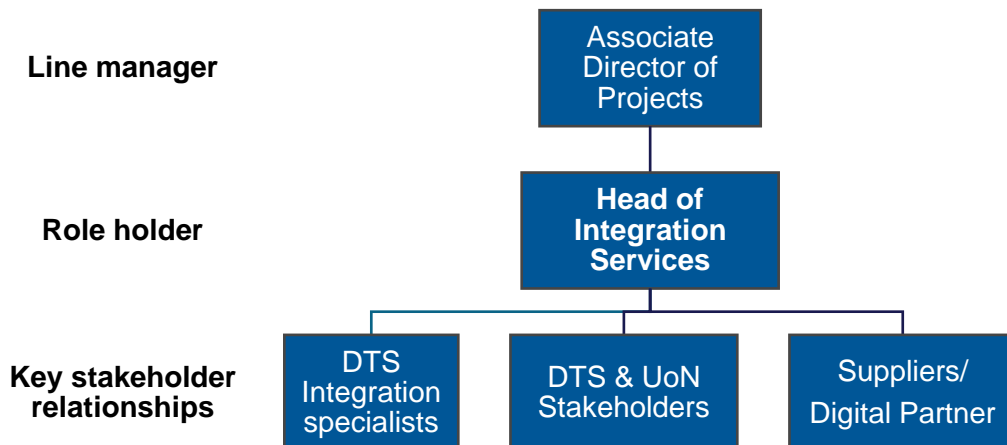 Line manager
Associate
Director of
Projects
Role holder
Head of
Integration
Services
Key stakeholder
relationships
DTS
Integration
specialists
DTS & UoN
Stakeholders
Suppliers/
Digital Partner